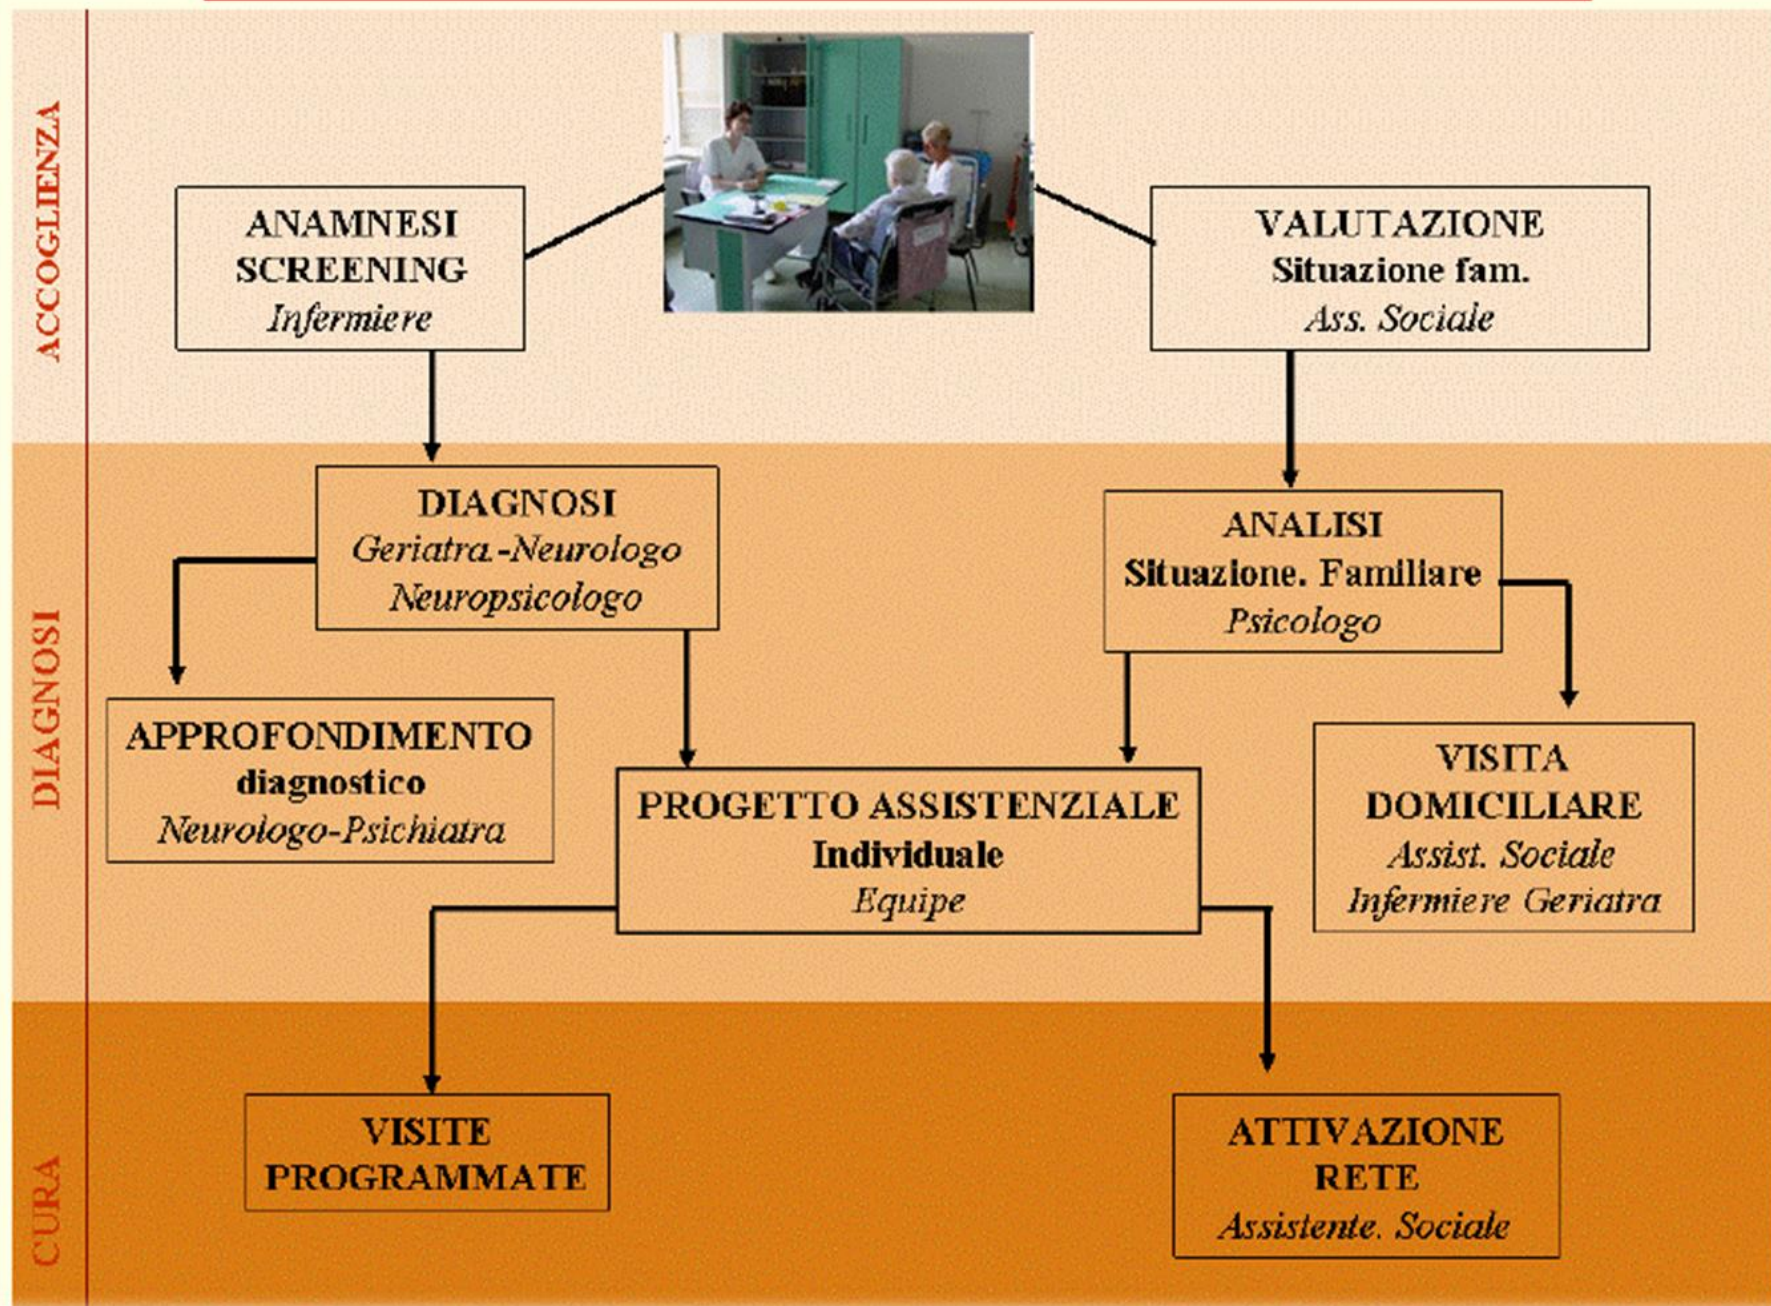 ACCOGLIENZA
ANAMNESI
SCREENING
Infermiere
VALUTAZIONE
Situazione fam.
Ass. Sociale
DIAGNOSI
DIAGNOSI
Geriatra.-Neurologo
Neuropsicologo
ANALISI
Situazione. Familiare
Psicologo
APPROFONDIMENTO
diagnostico
Neurologo-Psichiatra
PROGETTO ASSISTENZIALE
Individuale
Equipe
VISITA
DOMICILIARE
Assist. Sociale
Infermiere Geriatra
CURA
VISITE
PROGRAMMATE
ATTIVAZIONE
RETE
Assistente. Sociale